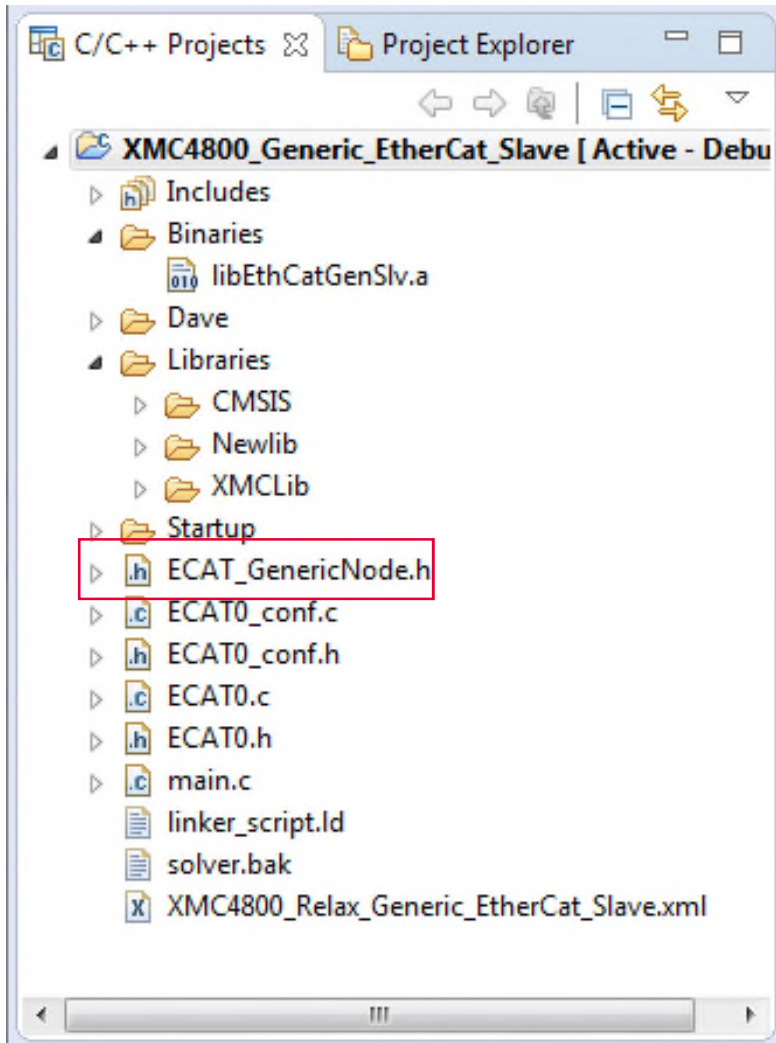 C/C++ Projects Project Explorer
XMC4800_Generic_EtherCat_Slave [ Active - Debu
Includes
Binaries
libEthCatGenSlv.a
Dave
Libraries
CMSIS
Newlib
XMCLib
Startup
ECAT_GenericNode.h
ECAT0_conf.c
ECAT0_conf.h
ECAT0.c
ECAT0.h
main.c
linker_script.ld
solver.bak
XMC4800_Relax_Generic_EtherCat_Slave.xml